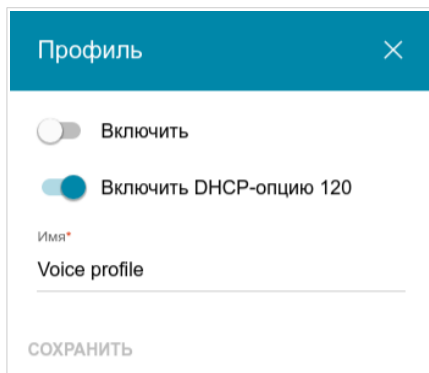 Профиль
Включить
Включить DHCP-опцию 120
Имя*
Voice profile
СОХРАНИТЬ